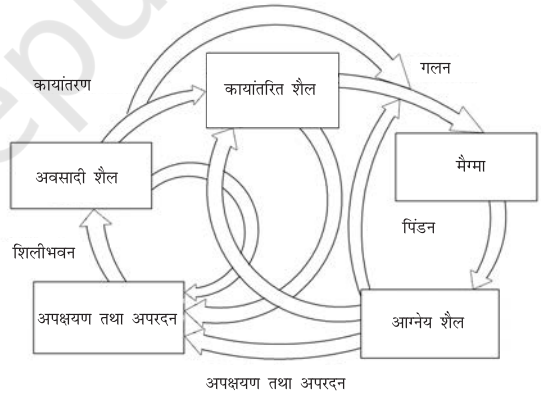 गलन
कायांतरण
कायांतरित शैल
अवसादी शैल
मैग्मा
शिलीभवन
पिंडन
अपक्षयण तथा अपरदन
आग्नेय शैल
अपक्षयण तथा अपरदन